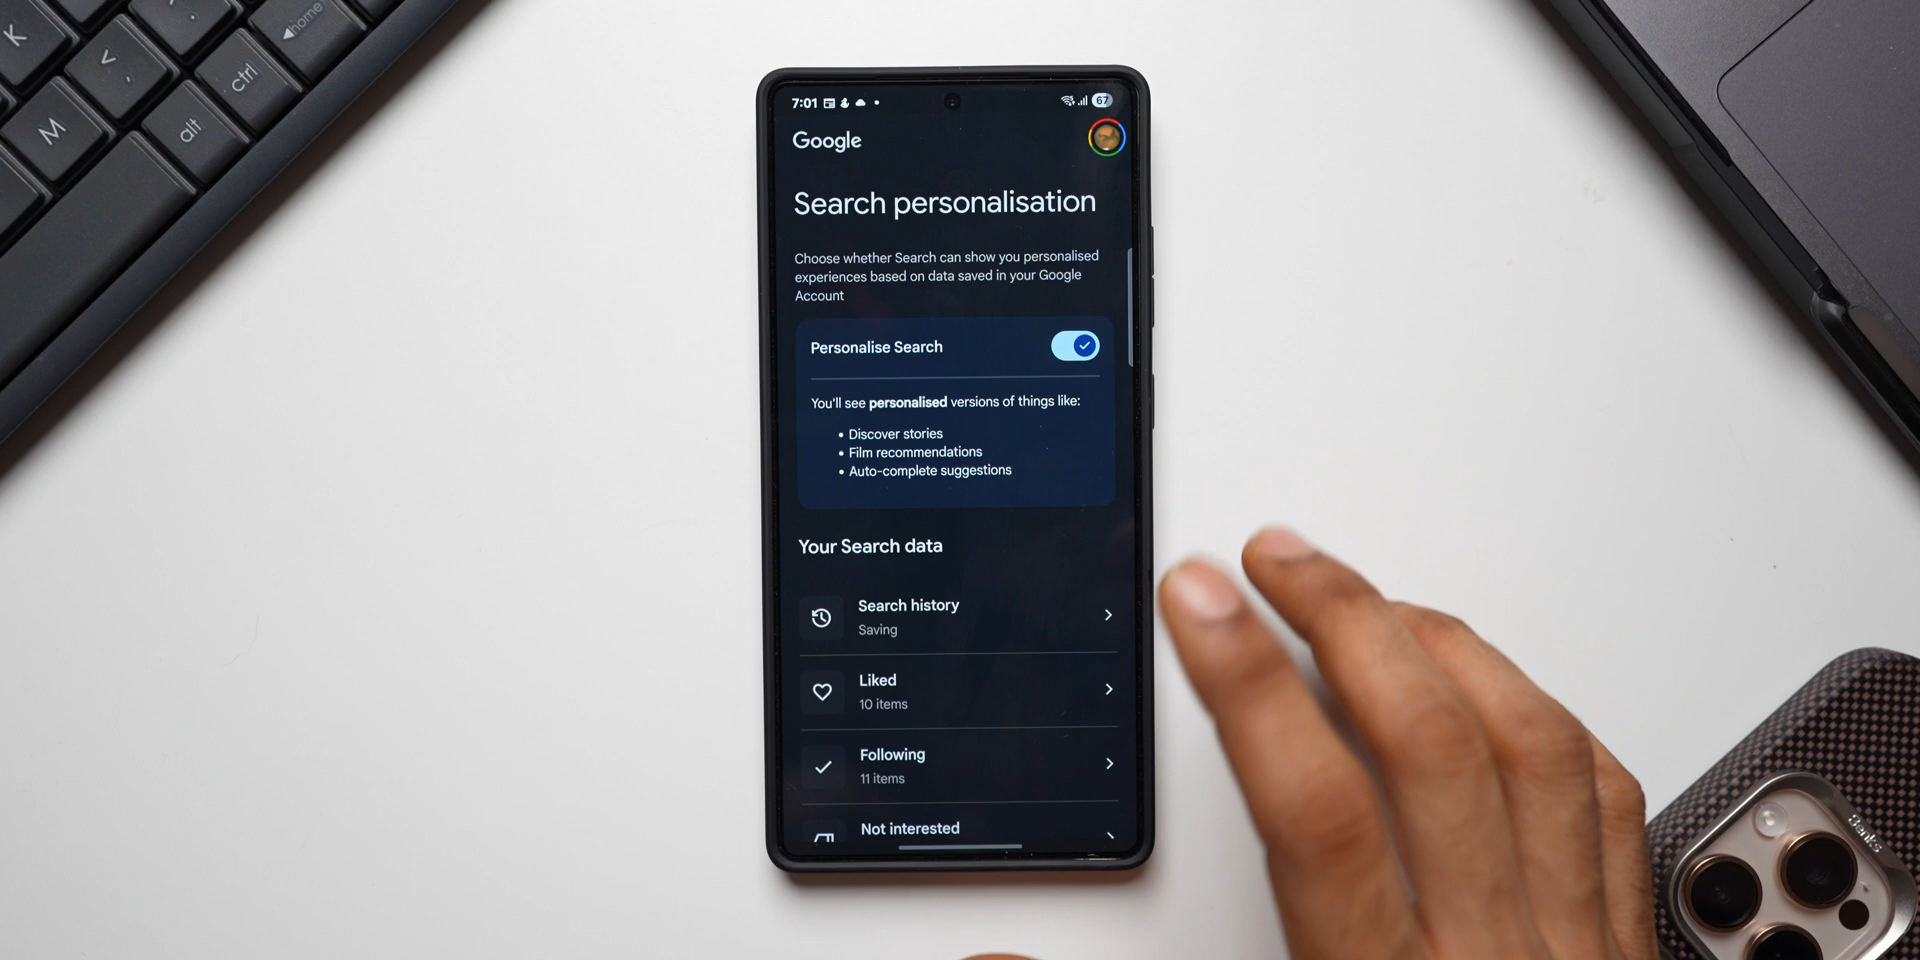 K
M
alt
ctrl
home
7:01
67
Google
Search personalisation
Choose whether Search can show you personalised
experiences based on data saved in your Google
Account
Personalise Search
You'll see personalised versions of things like:
• Discover stories
• Film recommendations
• Auto-complete suggestions
Your Search data
Search history
Saving
Liked
10 items
Following
11 items
Not interested
Benks